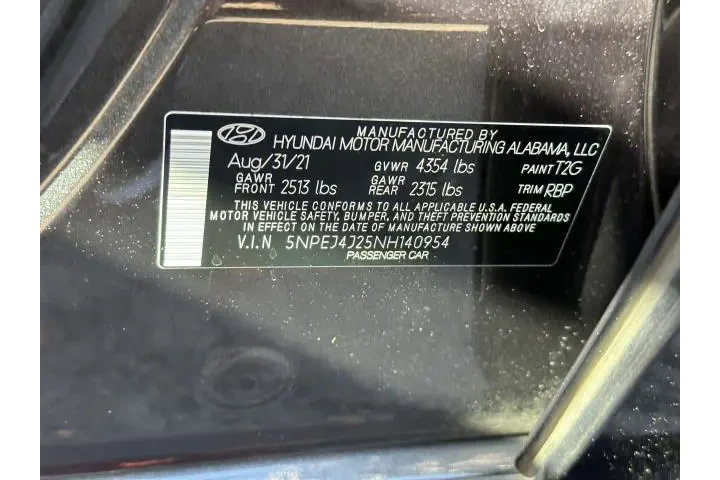 MANUFACTURED BY
HYUNDAI MOTOR MANUFACTURING ALABAMA, LLC
Aug/31/21 GVWR 4354 lbs PAINT T2G
GAWR FRONT 2513 lbs GAWR REAR 2315 lbs TRIM RBP
THIS VEHICLE CONFORMS TO ALL APPLICABLE U.S.A. FEDERAL
MOTOR VEHICLE SAFETY, BUMPER, AND THEFT PREVENTION STANDARDS
IN EFFECT ON THE DATE OF MANUFACTURE SHOWN ABOVE.
V.I.N 5NPEJ4J25NH140954
PASSENGER CAR